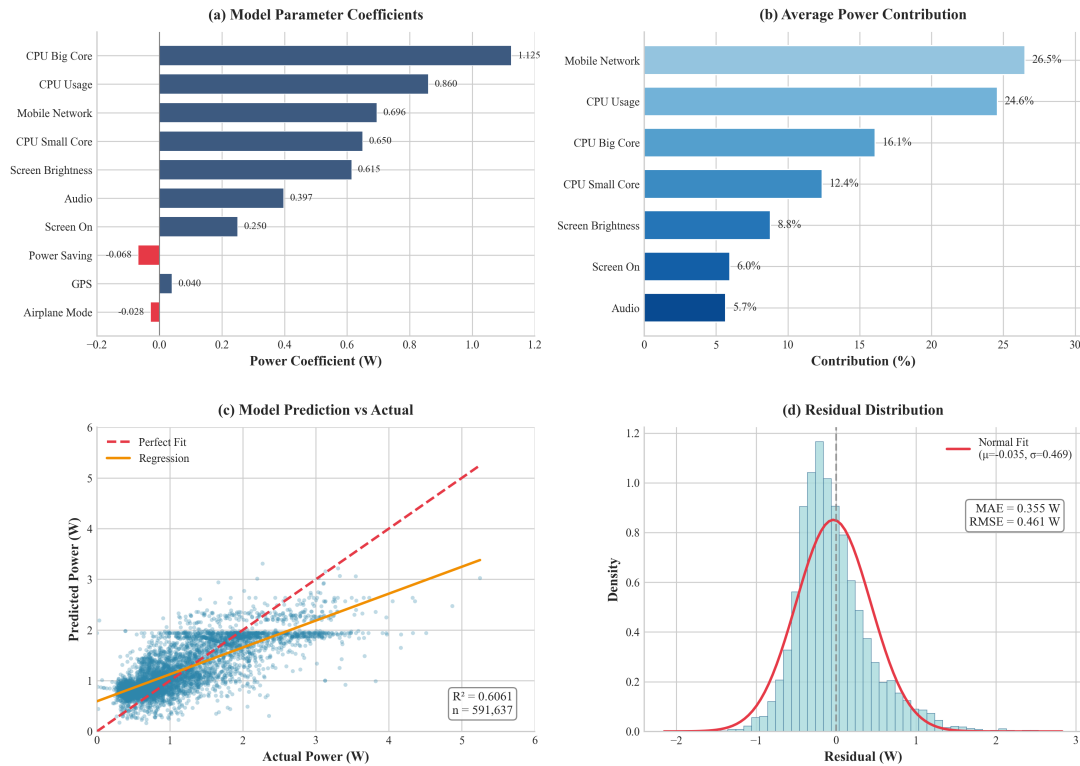 (a) Model Parameter Coefficients
CPU Big Core
CPU Usage
Mobile Network
CPU Small Core
Screen Brightness
Audio
Screen On
Power Saving
GPS
Airplane Mode
1.125
0.860
0.696
0.650
0.615
0.397
0.250
-0.068
0.040
-0.028
−0.2 0.0 0.2 0.4 0.6 0.8 1.0 1.2
Power Coefficient (W)
(b) Average Power Contribution
Mobile Network
CPU Usage
CPU Big Core
CPU Small Core
Screen Brightness
Screen On
Audio
26.5%
24.6%
16.1%
12.4%
8.8%
6.0%
5.7%
0 5 10 15 20 25 30
Contribution (%)
(c) Model Prediction vs Actual
Predicted Power (W)
6
5
4
3
2
1
0
Perfect Fit
Regression
R² = 0.6061
n = 591,637
0 1 2 3 4 5 6
Actual Power (W)
(d) Residual Distribution
Density
1.2
1.0
0.8
0.6
0.4
0.2
0.0
Normal Fit
(μ=-0.035, σ=0.469)
MAE = 0.355 W
RMSE = 0.461 W
−2 −1 0 1 2 3
Residual (W)